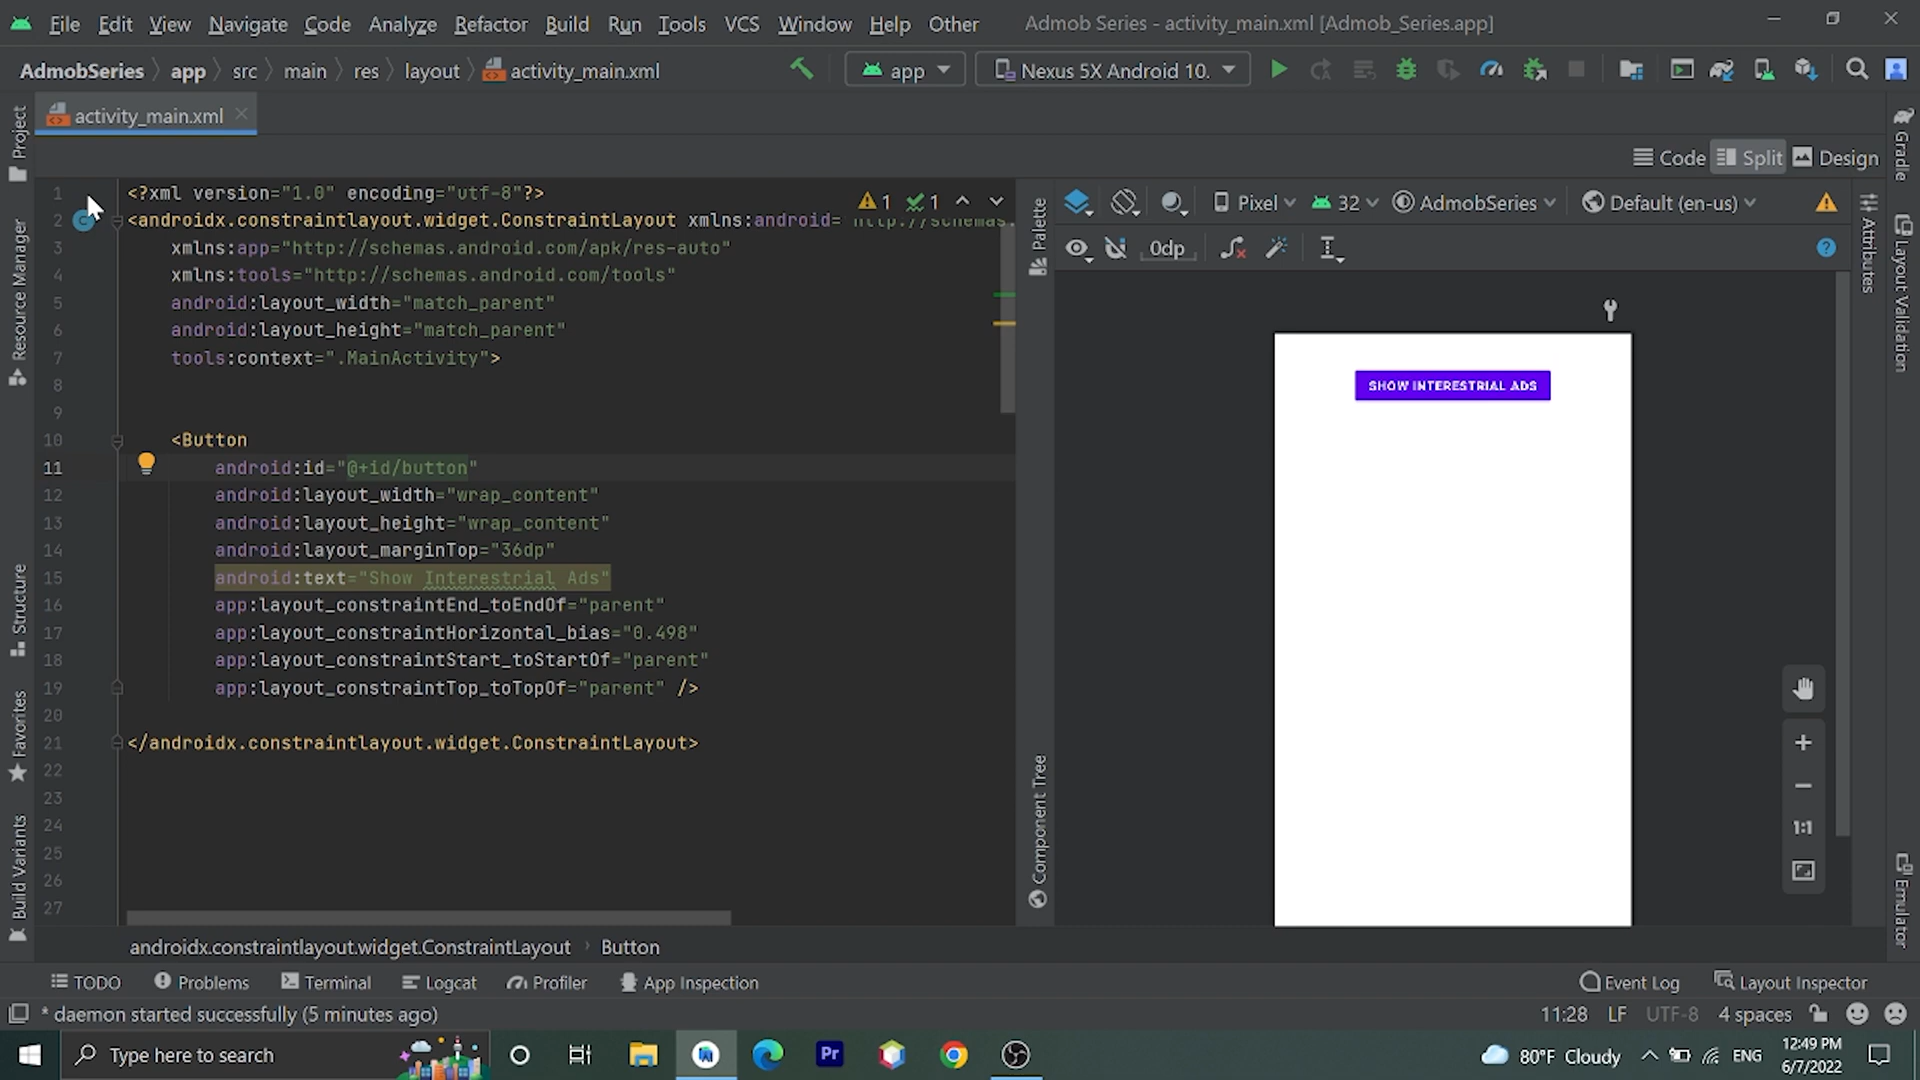 File Edit View Navigate Code Analyze Refactor Build Run Tools VCS Window Help Other Admob Series - activity_main.xml [Admob_Series.app]
AdmobSeries app src main res layout activity_main.xml app Nexus 5X Android 10.
activity_main.xml
Code Split Design
1 <?xml version="1.0" encoding="utf-8"?>
2 <androidx.constraintlayout.widget.ConstraintLayout xmlns:android="http://schemas.
3 xmlns:app="http://schemas.android.com/apk/res-auto"
4 xmlns:tools="http://schemas.android.com/tools"
5 android:layout_width="match_parent"
6 android:layout_height="match_parent"
7 tools:context=".MainActivity">
8
9
10 <Button
11 android:id="@+id/button"
12 android:layout_width="wrap_content"
13 android:layout_height="wrap_content"
14 android:layout_marginTop="36dp"
15 android:text="Show Interestrial Ads"
16 app:layout_constraintEnd_toEndOf="parent"
17 app:layout_constraintHorizontal_bias="0.498"
18 app:layout_constraintStart_toStartOf="parent"
19 app:layout_constraintTop_toTopOf="parent" />
20
21 </androidx.constraintlayout.widget.ConstraintLayout>
22
23
24
25
26
27
1 1
Pixel 32 AdmobSeries Default (en-us)
0dp
SHOW INTERESTRIAL ADS
1:1
Project
Resource Manager
Structure
Favorites
Build Variants
Palette
Component Tree
Attributes
Gradle
Layout Validation
Emulator
androidx.constraintlayout.widget.ConstraintLayout Button
TODO Problems Terminal Logcat Profiler App Inspection Event Log Layout Inspector
* daemon started successfully (5 minutes ago) 11:28 LF UTF-8 4 spaces
Type here to search Pr 80°F Cloudy ENG 12:49 PM
6/7/2022